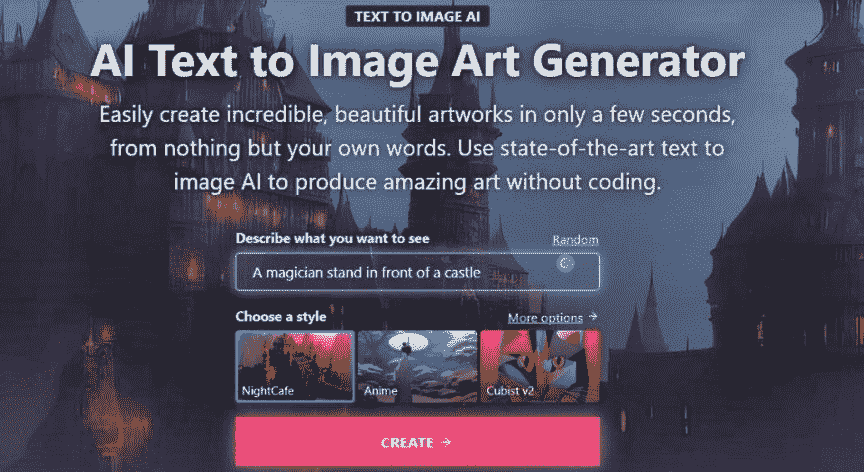 TEXT TO IMAGE AI
AI Text to Image Art Generator
Easily create incredible, beautiful artworks in only a few seconds,
from nothing but your own words. Use state-of-the-art text to
image AI to produce amazing art without coding.
Describe what you want to see Random
A magician stand in front of a castle
Choose a style More options →
NightCafe Anime Cubist v2
CREATE →